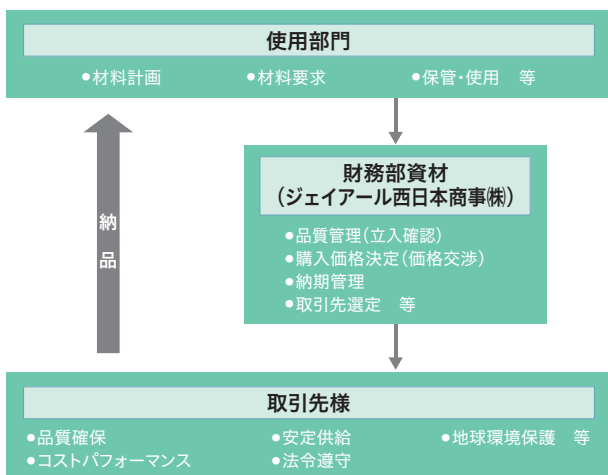 使用部門
●材料計画 ●材料要求 ●保管・使用 等
納品
財務部資材
(ジェイアール西日本商事㈱)
●品質管理(立入確認)
●購入価格決定(価格交渉)
●納期管理
●取引先選定 等
取引先様
●品質確保 ●安定供給 ●地球環境保護 等
●コストパフォーマンス ●法令遵守